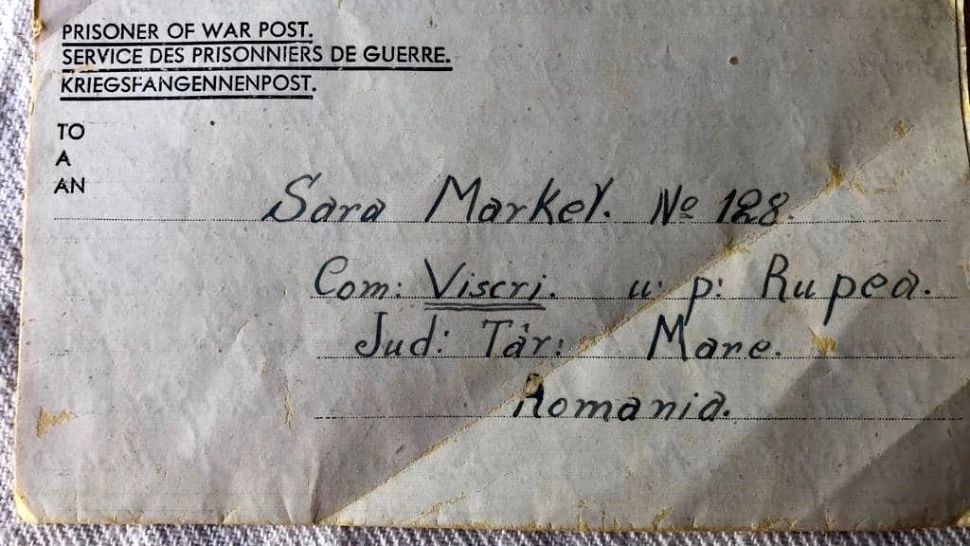 PRISONER OF WAR POST.
SERVICE DES PRISONNIERS DE GUERRE.
KRIEGSFANGENNENPOST.
TO
A
AN
Sara Markel. No 128.
Com: Viscri. u: p: Rupea.
Jud: Târ: Mare.
Romania.